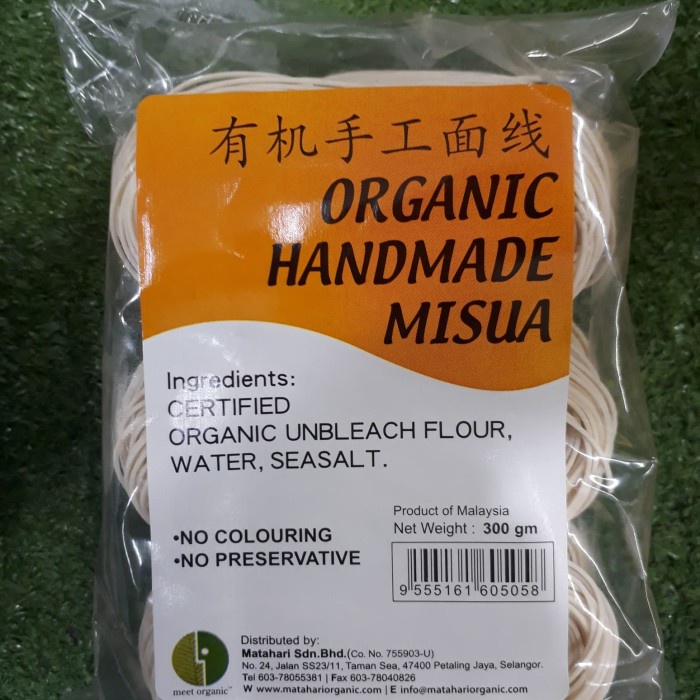 有机手工面线
ORGANIC
HANDMADE
MISUA
Ingredients:
CERTIFIED
ORGANIC UNBLEACH FLOUR,
WATER, SEASALT.
•NO COLOURING
•NO PRESERVATIVE
Product of Malaysia
Net Weight : 300 gm
9 555161 605058
meet organic™
Distributed by:
Matahari Sdn.Bhd.(Co. No. 755903-U)
No. 24, Jalan SS23/11, Taman Sea, 47400 Petaling Jaya, Selangor.
Tel 603-78055381 | Fax 603-78040826
W www.matahariorganic.com | E info@matahariorganic.com